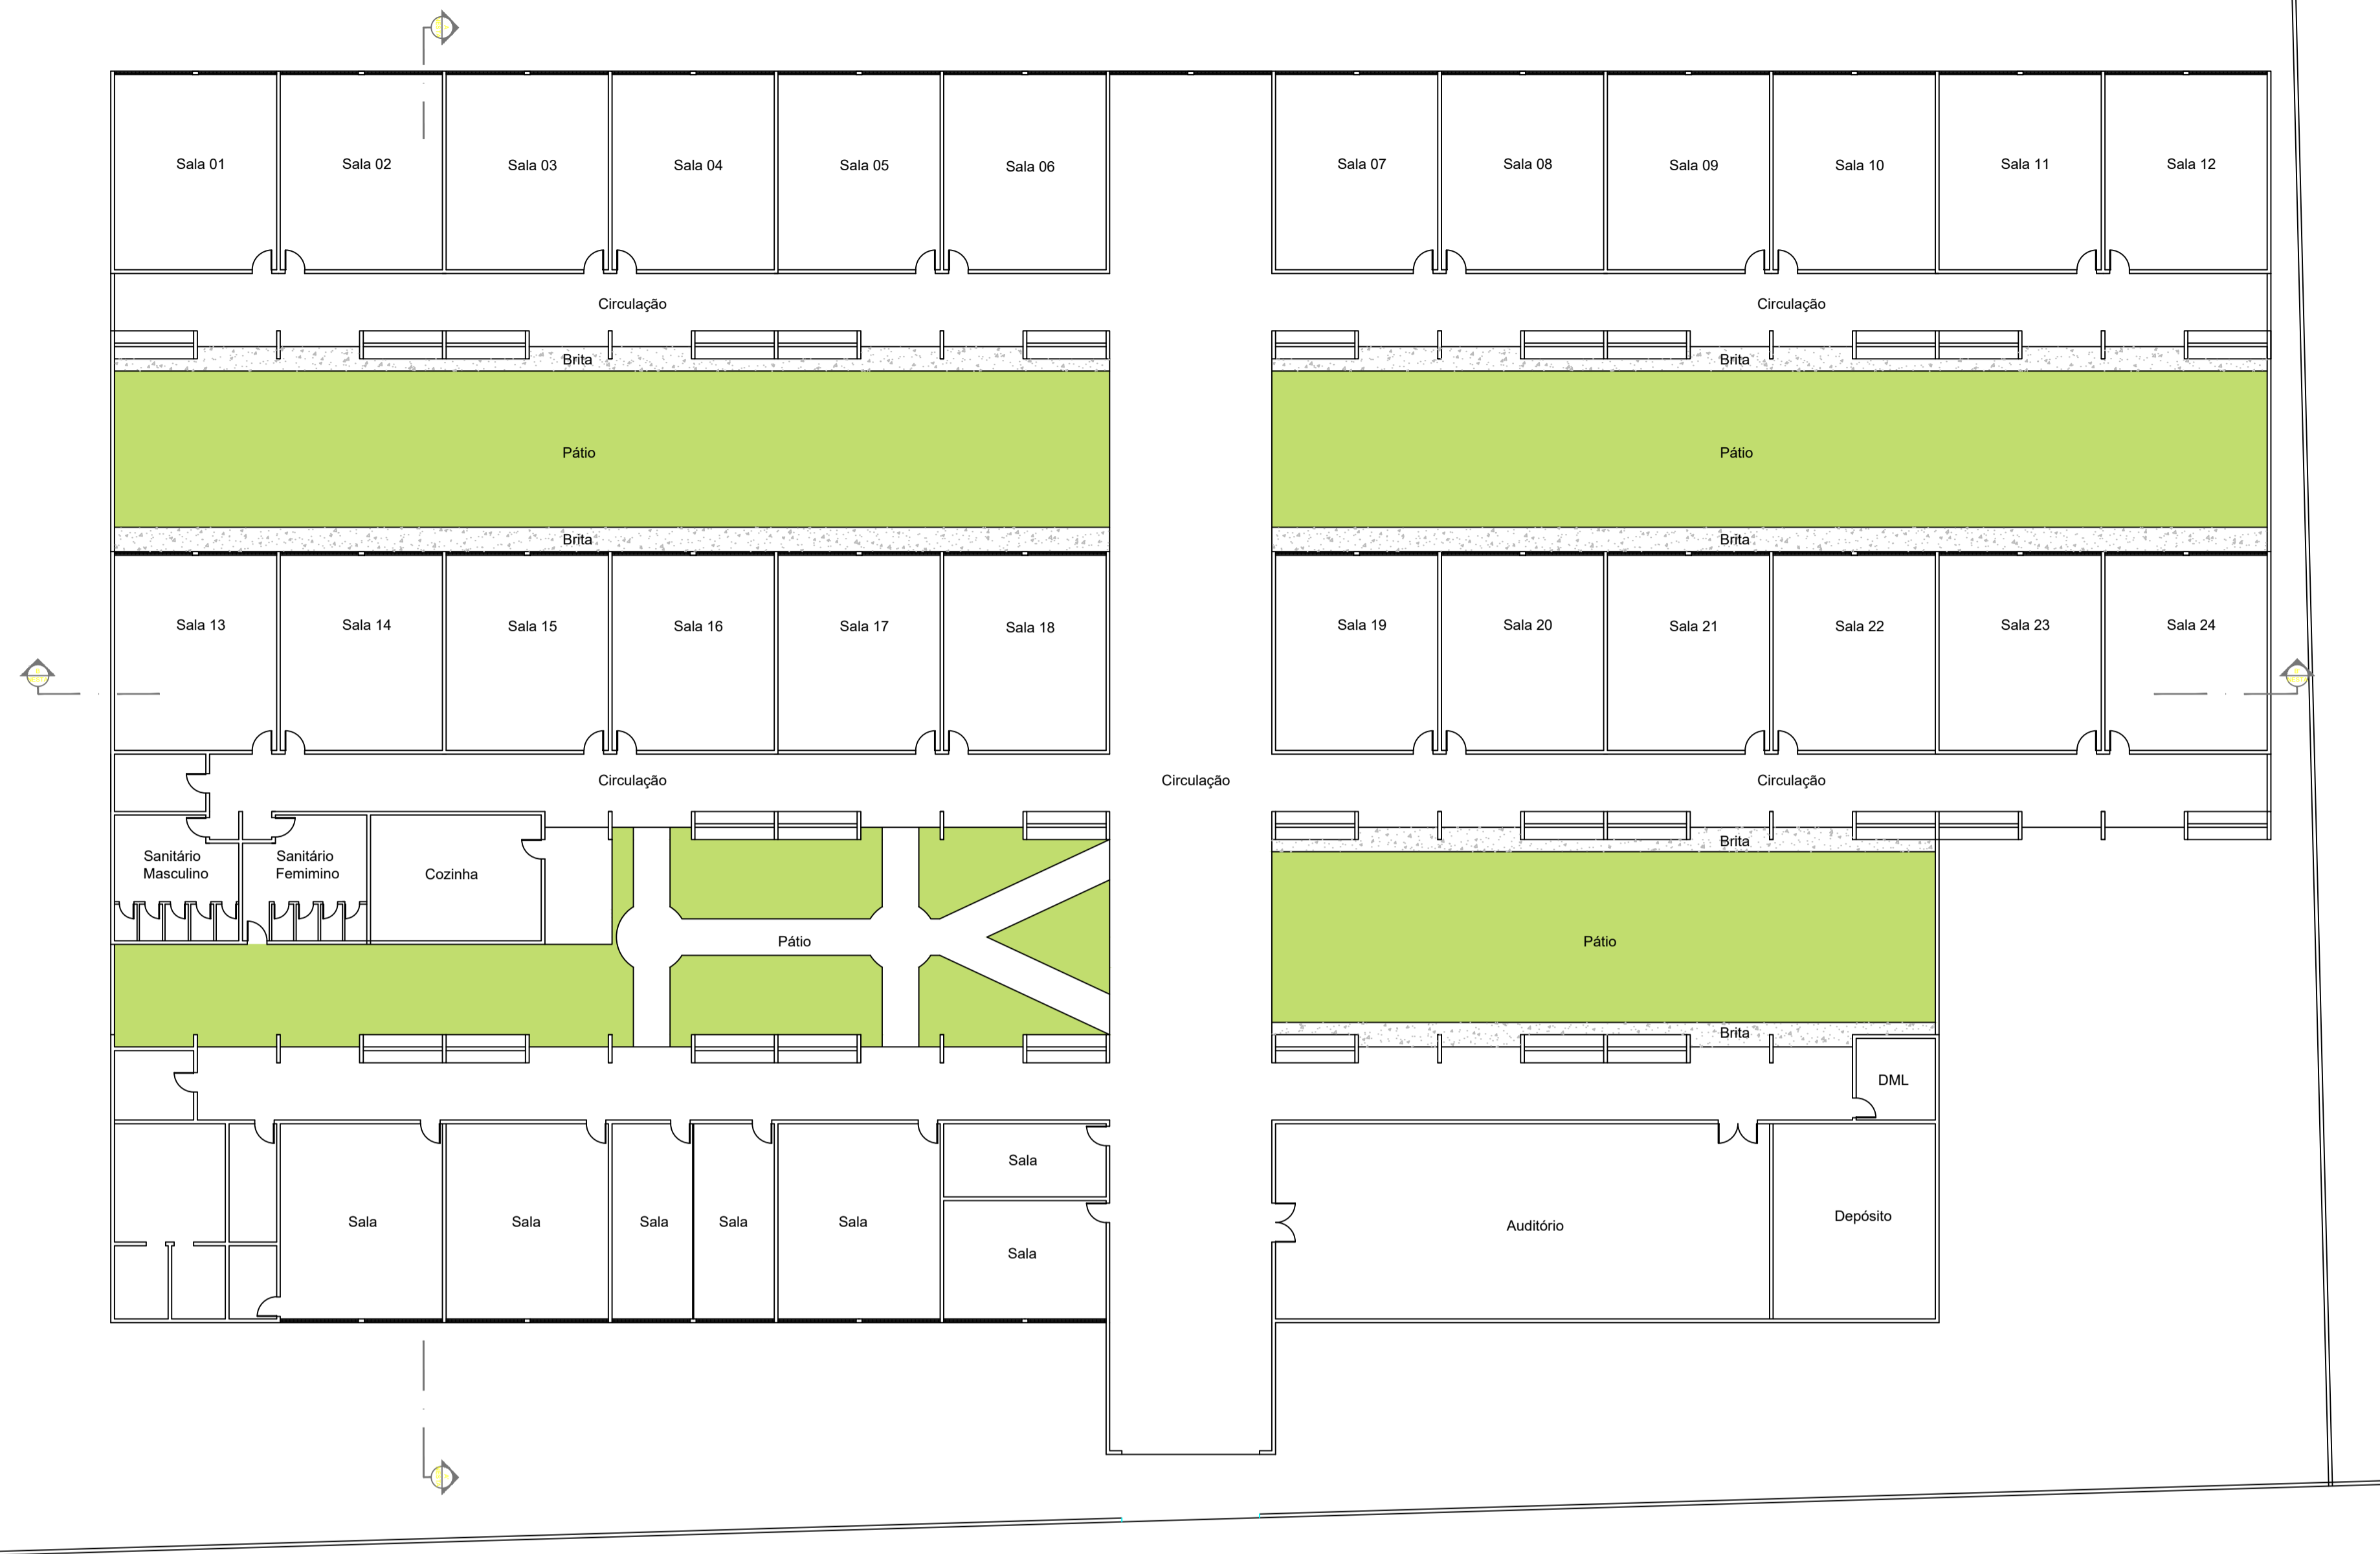 Sala 01
Sala 02
Sala 03
Sala 04
Sala 05
Sala 06
Sala 07
Sala 08
Sala 09
Sala 10
Sala 11
Sala 12
Circulação
Circulação
Brita
Brita
Pátio
Pátio
Brita
Brita
Sala 13
Sala 14
Sala 15
Sala 16
Sala 17
Sala 18
Sala 19
Sala 20
Sala 21
Sala 22
Sala 23
Sala 24
Circulação
Circulação
Circulação
Brita
Sanitário
Masculino
Sanitário
Femimino
Cozinha
Pátio
Pátio
Brita
DML
Sala
Sala
Sala
Sala
Sala
Sala
Sala
Auditório
Depósito